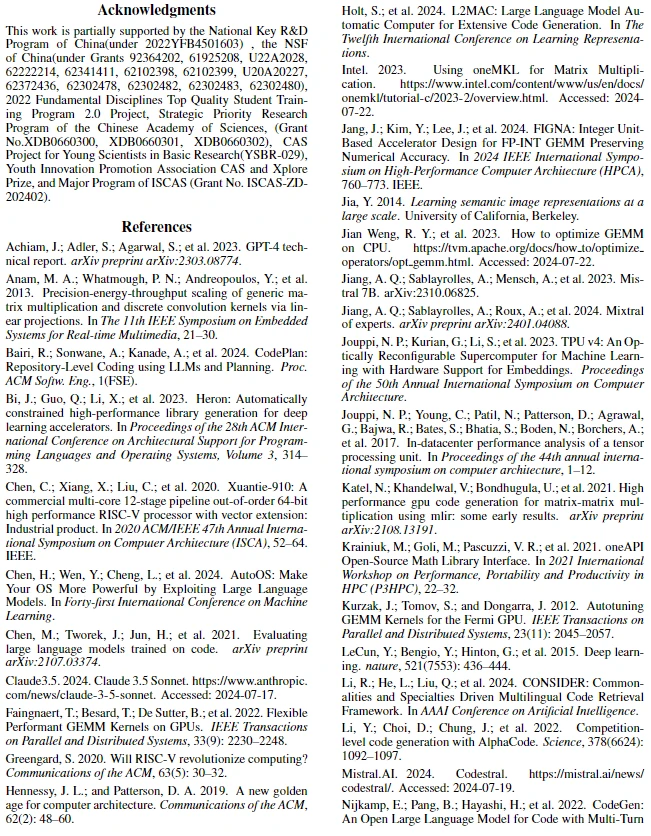 Acknowledgments
This work is partially supported by the National Key R&D
Program of China(under 2022YFB4501603) , the NSF
of China(under Grants 92364202, 61925208, U22A2028,
62222214, 62341411, 62102398, 62102399, U20A20227,
62372436, 62302478, 62302482, 62302483, 62302480),
2022 Fundamental Disciplines Top Quality Student Train-
ing Program 2.0 Project, Strategic Priority Research
Program of the Chinese Academy of Sciences, (Grant
No.XDB0660300, XDB0660301, XDB0660302), CAS
Project for Young Scientists in Basic Research(YSBR-029),
Youth Innovation Promotion Association CAS and Xplore
Prize, and Major Program of ISCAS (Grant No. ISCAS-ZD-
202402).
References
Achiam, J.; Adler, S.; Agarwal, S.; et al. 2023. GPT-4 tech-
nical report. arXiv preprint arXiv:2303.08774.
Anam, M. A.; Whatmough, P. N.; Andreopoulos, Y.; et al.
2013. Precision-energy-throughput scaling of generic ma-
trix multiplication and discrete convolution kernels via lin-
ear projections. In The 11th IEEE Symposium on Embedded
Systems for Real-time Multimedia, 21–30.
Bairi, R.; Sonwane, A.; Kanade, A.; et al. 2024. CodePlan:
Repository-Level Coding using LLMs and Planning. Proc.
ACM Softw. Eng., 1(FSE).
Bi, J.; Guo, Q.; Li, X.; et al. 2023. Heron: Automatically
constrained high-performance library generation for deep
learning accelerators. In Proceedings of the 28th ACM Inter-
national Conference on Architectural Support for Program-
ming Languages and Operating Systems, Volume 3, 314–
328.
Chen, C.; Xiang, X.; Liu, C.; et al. 2020. Xuantie-910: A
commercial multi-core 12-stage pipeline out-of-order 64-bit
high performance RISC-V processor with vector extension:
Industrial product. In 2020 ACM/IEEE 47th Annual Interna-
tional Symposium on Computer Architecture (ISCA), 52–64.
IEEE.
Chen, H.; Wen, Y.; Cheng, L.; et al. 2024. AutoOS: Make
Your OS More Powerful by Exploiting Large Language
Models. In Forty-first International Conference on Machine
Learning.
Chen, M.; Tworek, J.; Jun, H.; et al. 2021. Evaluating
large language models trained on code. arXiv preprint
arXiv:2107.03374.
Claude3.5. 2024. Claude 3.5 Sonnet. https://www.anthropic.
com/news/claude-3-5-sonnet. Accessed: 2024-07-17.
Faingnaert, T.; Besard, T.; De Sutter, B.; et al. 2022. Flexible
Performant GEMM Kernels on GPUs. IEEE Transactions
on Parallel and Distributed Systems, 33(9): 2230–2248.
Greengard, S. 2020. Will RISC-V revolutionize computing?
Communications of the ACM, 63(5): 30–32.
Hennessy, J. L.; and Patterson, D. A. 2019. A new golden
age for computer architecture. Communications of the ACM,
62(2): 48–60.
Holt, S.; et al. 2024. L2MAC: Large Language Model Au-
tomatic Computer for Extensive Code Generation. In The
Twelfth International Conference on Learning Representa-
tions.
Intel. 2023. Using oneMKL for Matrix Multipli-
cation. https://www.intel.com/content/www/us/en/docs/
onemkl/tutorial-c/2023-2/overview.html. Accessed: 2024-
07-22.
Jang, J.; Kim, Y.; Lee, J.; et al. 2024. FIGNA: Integer Unit-
Based Accelerator Design for FP-INT GEMM Preserving
Numerical Accuracy. In 2024 IEEE International Sympo-
sium on High-Performance Computer Architecture (HPCA),
760–773. IEEE.
Jia, Y. 2014. Learning semantic image representations at a
large scale. University of California, Berkeley.
Jian Weng, R. Y.; et al. 2023. How to optimize GEMM
on CPU. https://tvm.apache.org/docs/how_to/optimize_
operators/opt_gemm.html. Accessed: 2024-07-22.
Jiang, A. Q.; Sablayrolles, A.; Mensch, A.; et al. 2023. Mis-
tral 7B. arXiv:2310.06825.
Jiang, A. Q.; Sablayrolles, A.; Roux, A.; et al. 2024. Mixtral
of experts. arXiv preprint arXiv:2401.04088.
Jouppi, N. P.; Kurian, G.; Li, S.; et al. 2023. TPU v4: An Op-
tically Reconfigurable Supercomputer for Machine Learning
with Hardware Support for Embeddings. Proceedings
of the 50th Annual International Symposium on Computer
Architecture.
Jouppi, N. P.; Young, C.; Patil, N.; Patterson, D.; Agrawal,
G.; Bajwa, R.; Bates, S.; Bhatia, S.; Boden, N.; Borchers, A.;
et al. 2017. In-datacenter performance analysis of a tensor
processing unit. In Proceedings of the 44th annual interna-
tional symposium on computer architecture, 1–12.
Katel, N.; Khandelwal, V.; Bondhugula, U.; et al. 2021. High
performance gpu code generation for matrix-matrix mul-
tiplication using mlir: some early results. arXiv preprint
arXiv:2108.13191.
Krainiuk, M.; Goli, M.; Pascuzzi, V. R.; et al. 2021. oneAPI
Open-Source Math Library Interface. In 2021 International
Workshop on Performance, Portability and Productivity in
HPC (P3HPC), 22–32.
Kurzak, J.; Tomov, S.; and Dongarra, J. 2012. Autotuning
GEMM Kernels for the Fermi GPU. IEEE Transactions on
Parallel and Distributed Systems, 23(11): 2045–2057.
LeCun, Y.; Bengio, Y.; Hinton, G.; et al. 2015. Deep learn-
ing. nature, 521(7553): 436–444.
Li, R.; He, L.; Liu, Q.; et al. 2024. CONSIDER: Common-
alities and Specialties Driven Multilingual Code Retrieval
Framework. In AAAI Conference on Artificial Intelligence.
Li, Y.; Choi, D.; Chung, J.; et al. 2022. Competition-
level code generation with AlphaCode. Science, 378(6624):
1092–1097.
Mistral.AI. 2024. Codestral. https://mistral.ai/news/
codestral/. Accessed: 2024-07-19.
Nijkamp, E.; Pang, B.; Hayashi, H.; et al. 2022. CodeGen:
An Open Large Language Model for Code with Multi-Turn